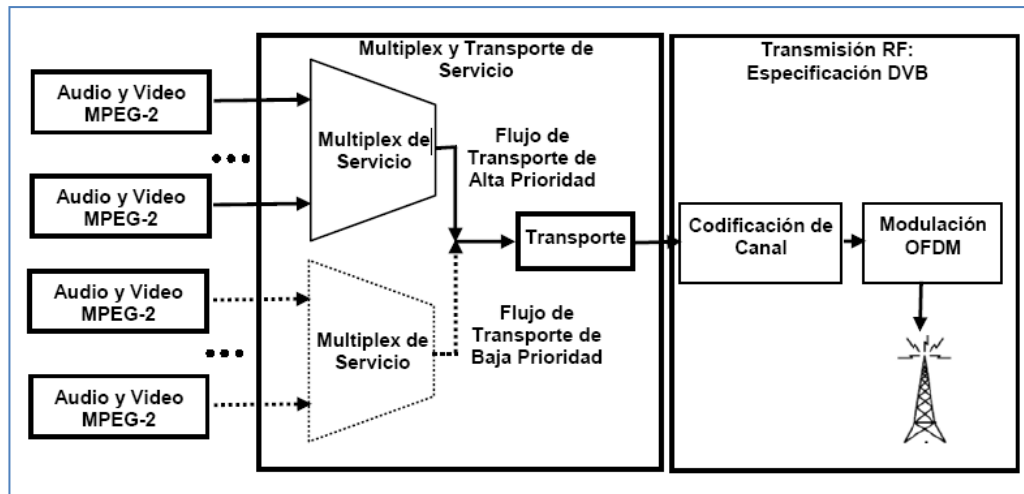 Multiplex y Transporte de
Servicio
Transmisión RF:
Especificación DVB
Audio y Video
MPEG-2
Audio y Video
MPEG-2
Audio y Video
MPEG-2
Audio y Video
MPEG-2
Multiplex de
Servicio
Multiplex de
Servicio
Flujo de
Transporte de
Alta Prioridad
Flujo de
Transporte de
Baja Prioridad
Transporte
Codificación de
Canal
Modulación
OFDM